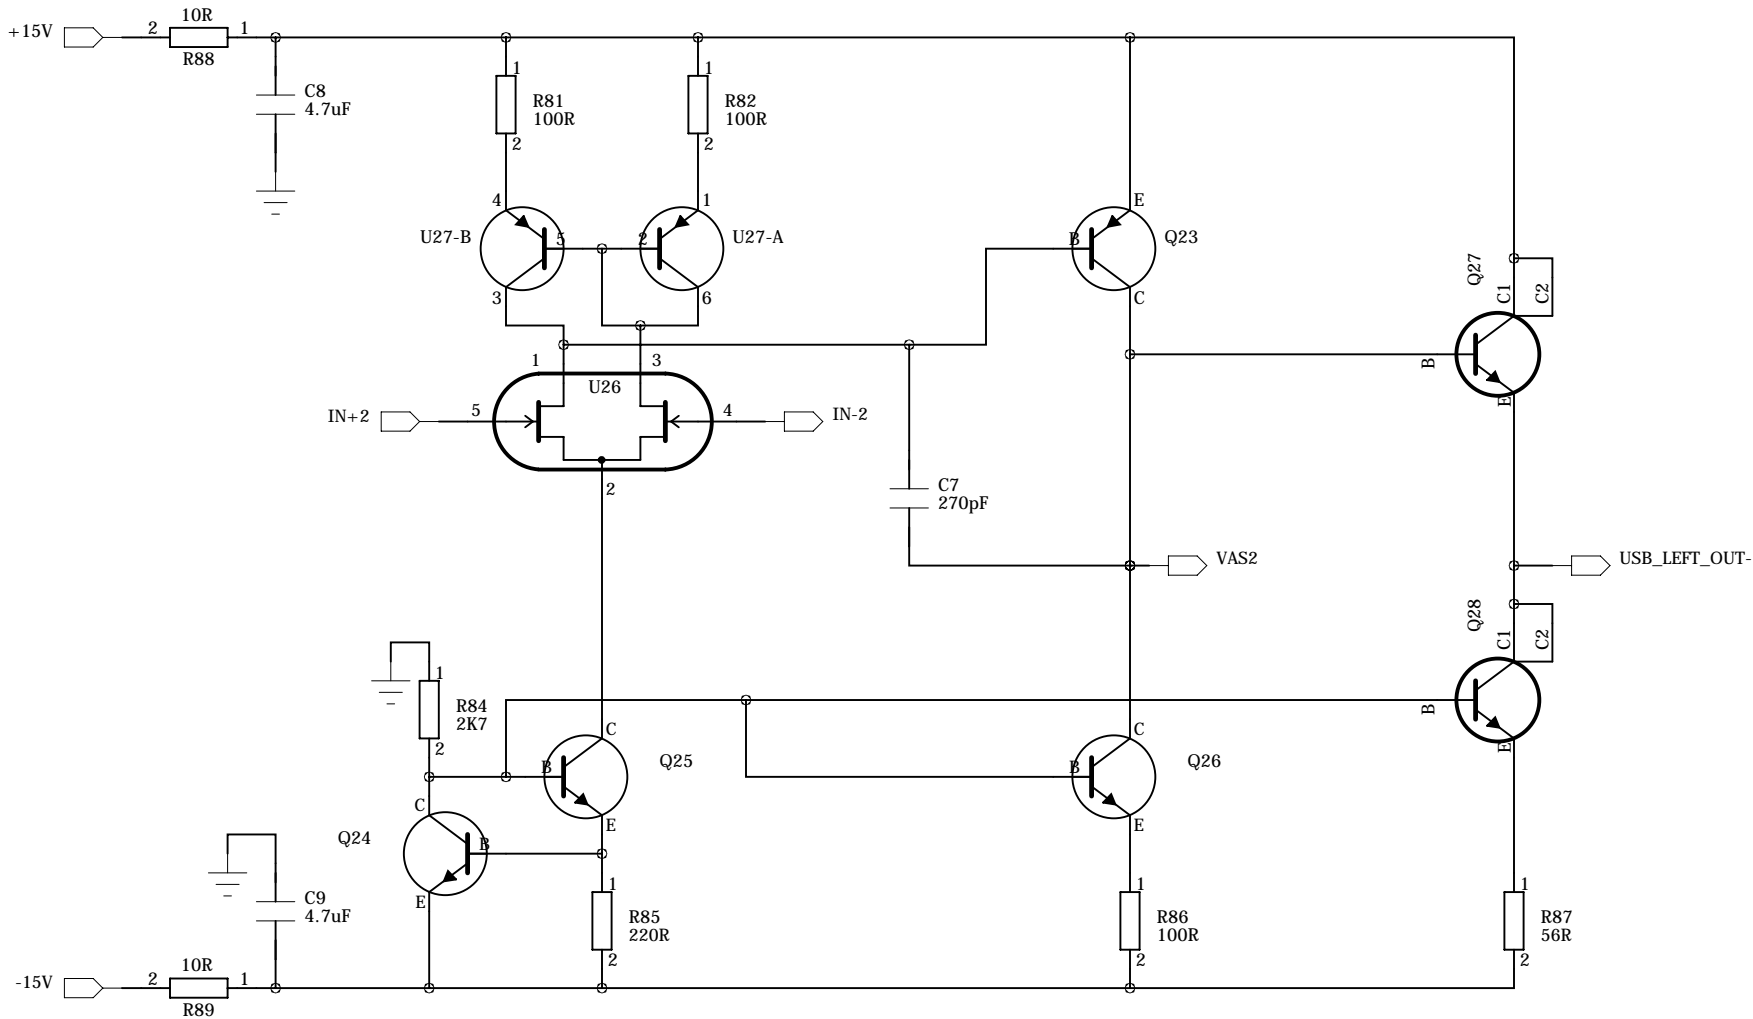 +15V
2
10R
1
R88
C8
4.7uF
1
R81
100R
2
1
R82
100R
2
4
U27-B
5
3
1
2
U27-A
6
E
B
Q23
C
Q27
C1
C2
B
E
1
3
U26
IN+2
5
4
IN-2
2
C7
270pF
VAS2
USB_LEFT_OUT-
Q28
C1
C2
B
E
1
R84
2K7
2
C
B
Q25
E
C
B
Q26
E
C
Q24
B
E
C9
4.7uF
1
R85
220R
2
1
R86
100R
2
1
R87
56R
2
-15V
2
10R
1
R89